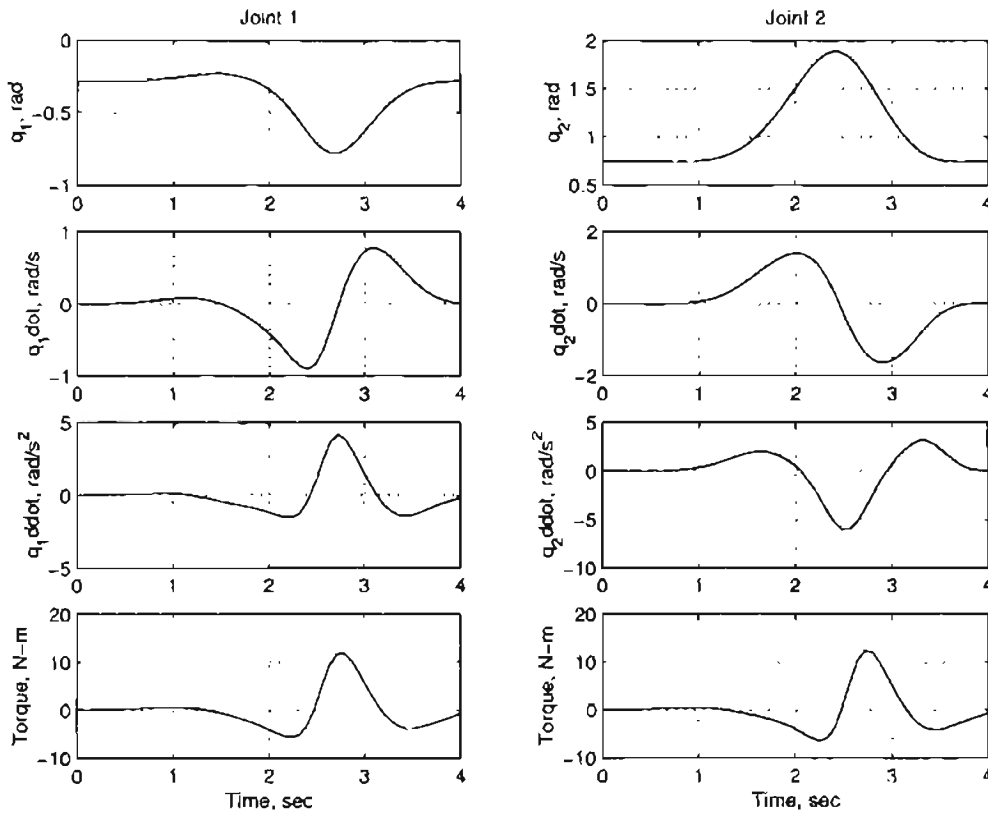 Joint 1
0
-0.5
-1
q1, rad
0 1 2 3 4
1
0
-1
q1dot, rad/s
0 1 2 3 4
5
0
-5
q1ddot, rad/s2
0 1 2 3 4
20
10
0
-10
Torque, N-m
0 1 2 3 4
Time, sec
Joint 2
2
1.5
1
0.5
q2, rad
0 1 2 3 4
2
0
-2
q2dot, rad/s
0 1 2 3 4
5
0
-5
-10
q2ddot, rad/s2
0 1 2 3 4
20
10
0
-10
Torque, N-m
0 1 2 3 4
Time, sec